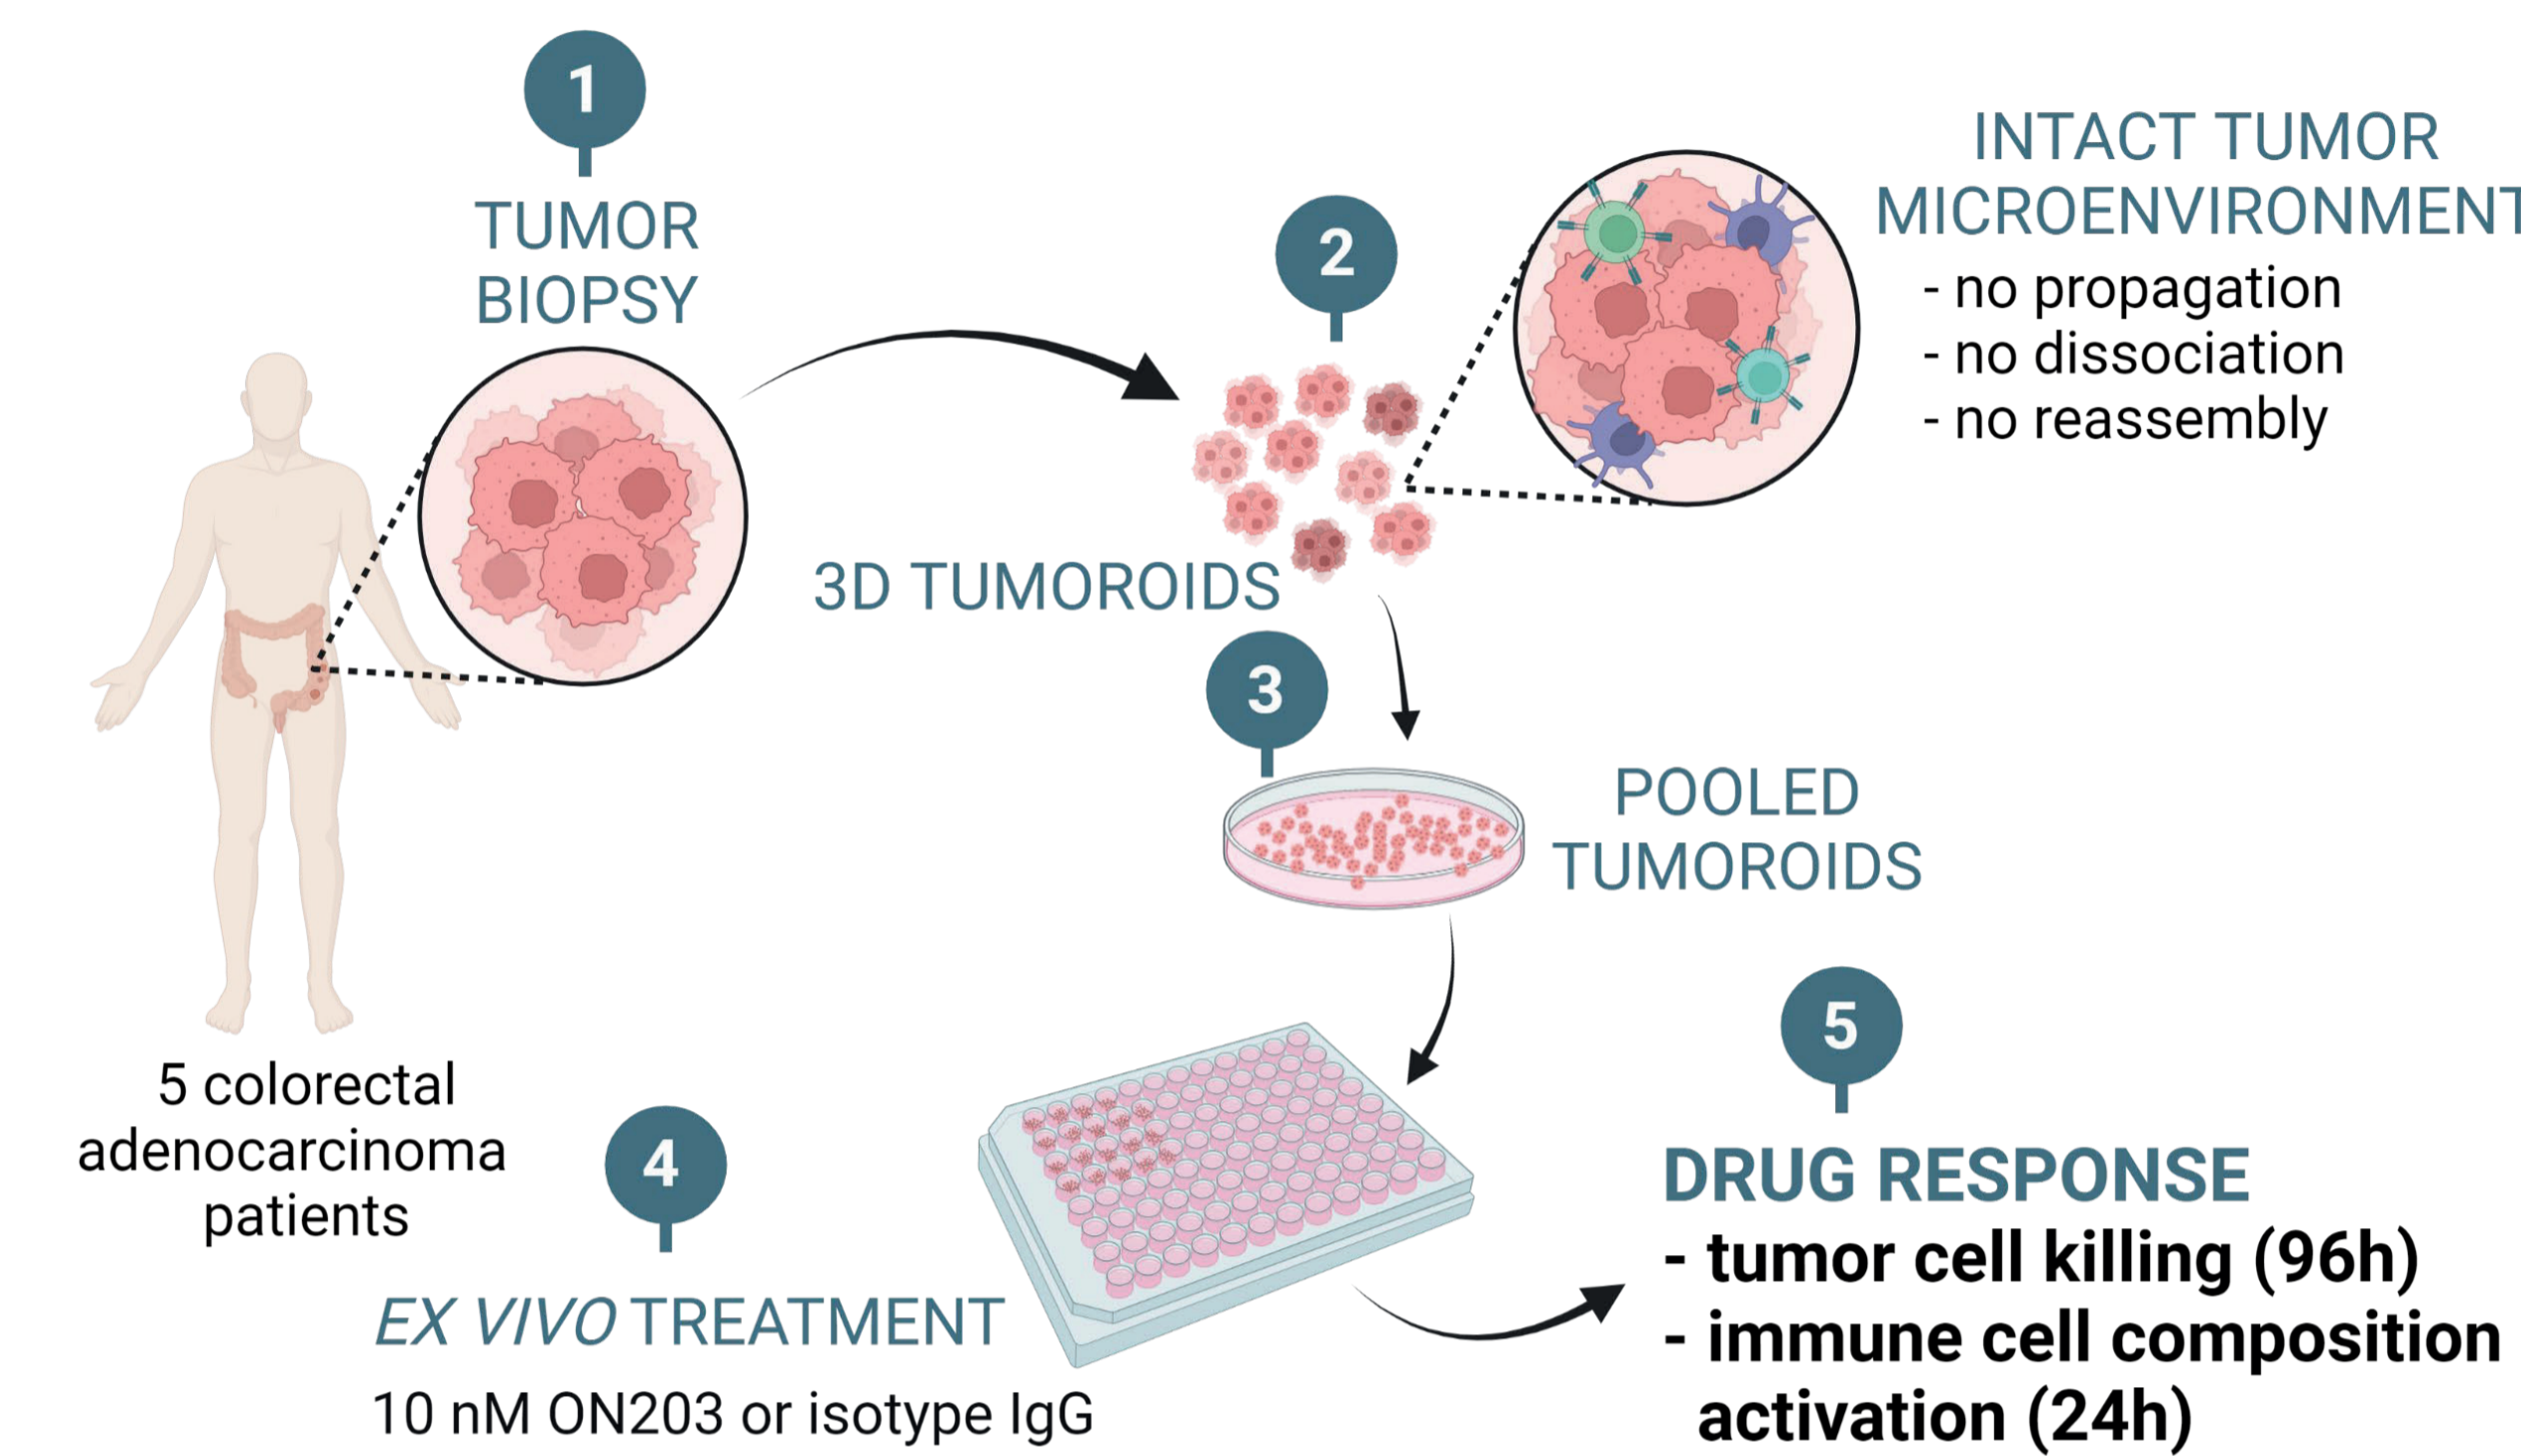 1
TUMOR
BIOPSY
5 colorectal
adenocarcinoma
patients
2
3D TUMOROIDS
INTACT TUMOR
MICROENVIRONMENT
- no propagation
- no dissociation
- no reassembly
3
POOLED
TUMOROIDS
4
EX VIVO TREATMENT
10 nM ON203 or isotype IgG
5
DRUG RESPONSE
- tumor cell killing (96h)
- immune cell composition
activation (24h)